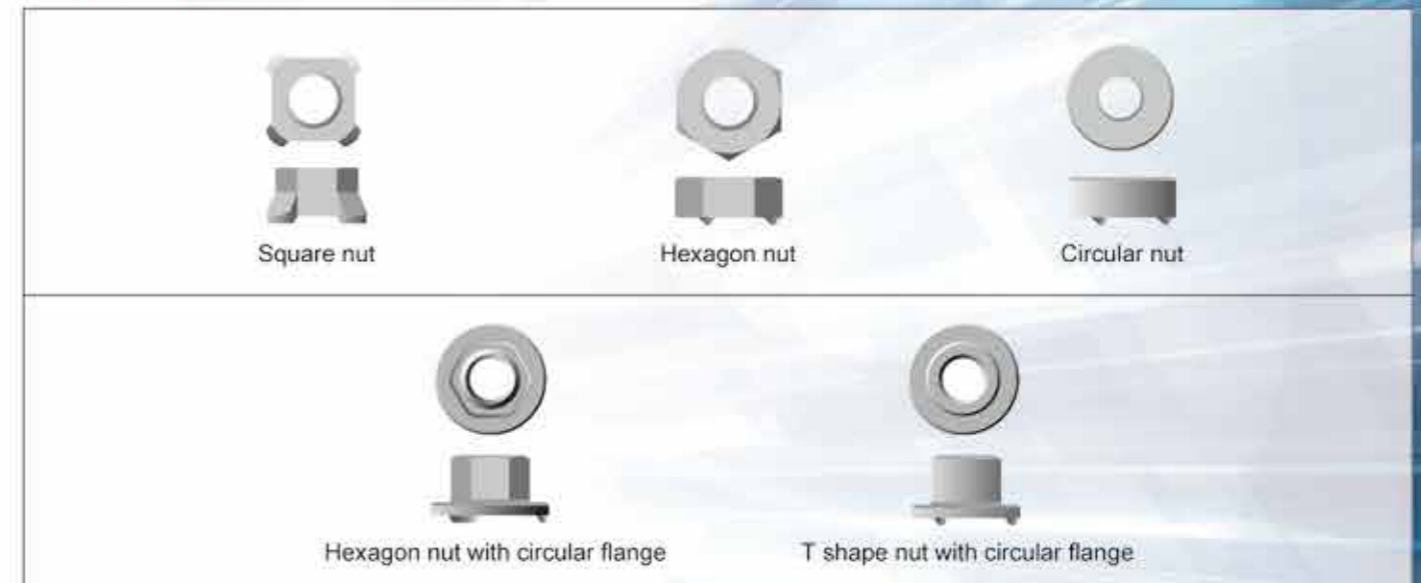 Square nut
Hexagon nut
Circular nut
Hexagon nut with circular flange
T shape nut with circular flange